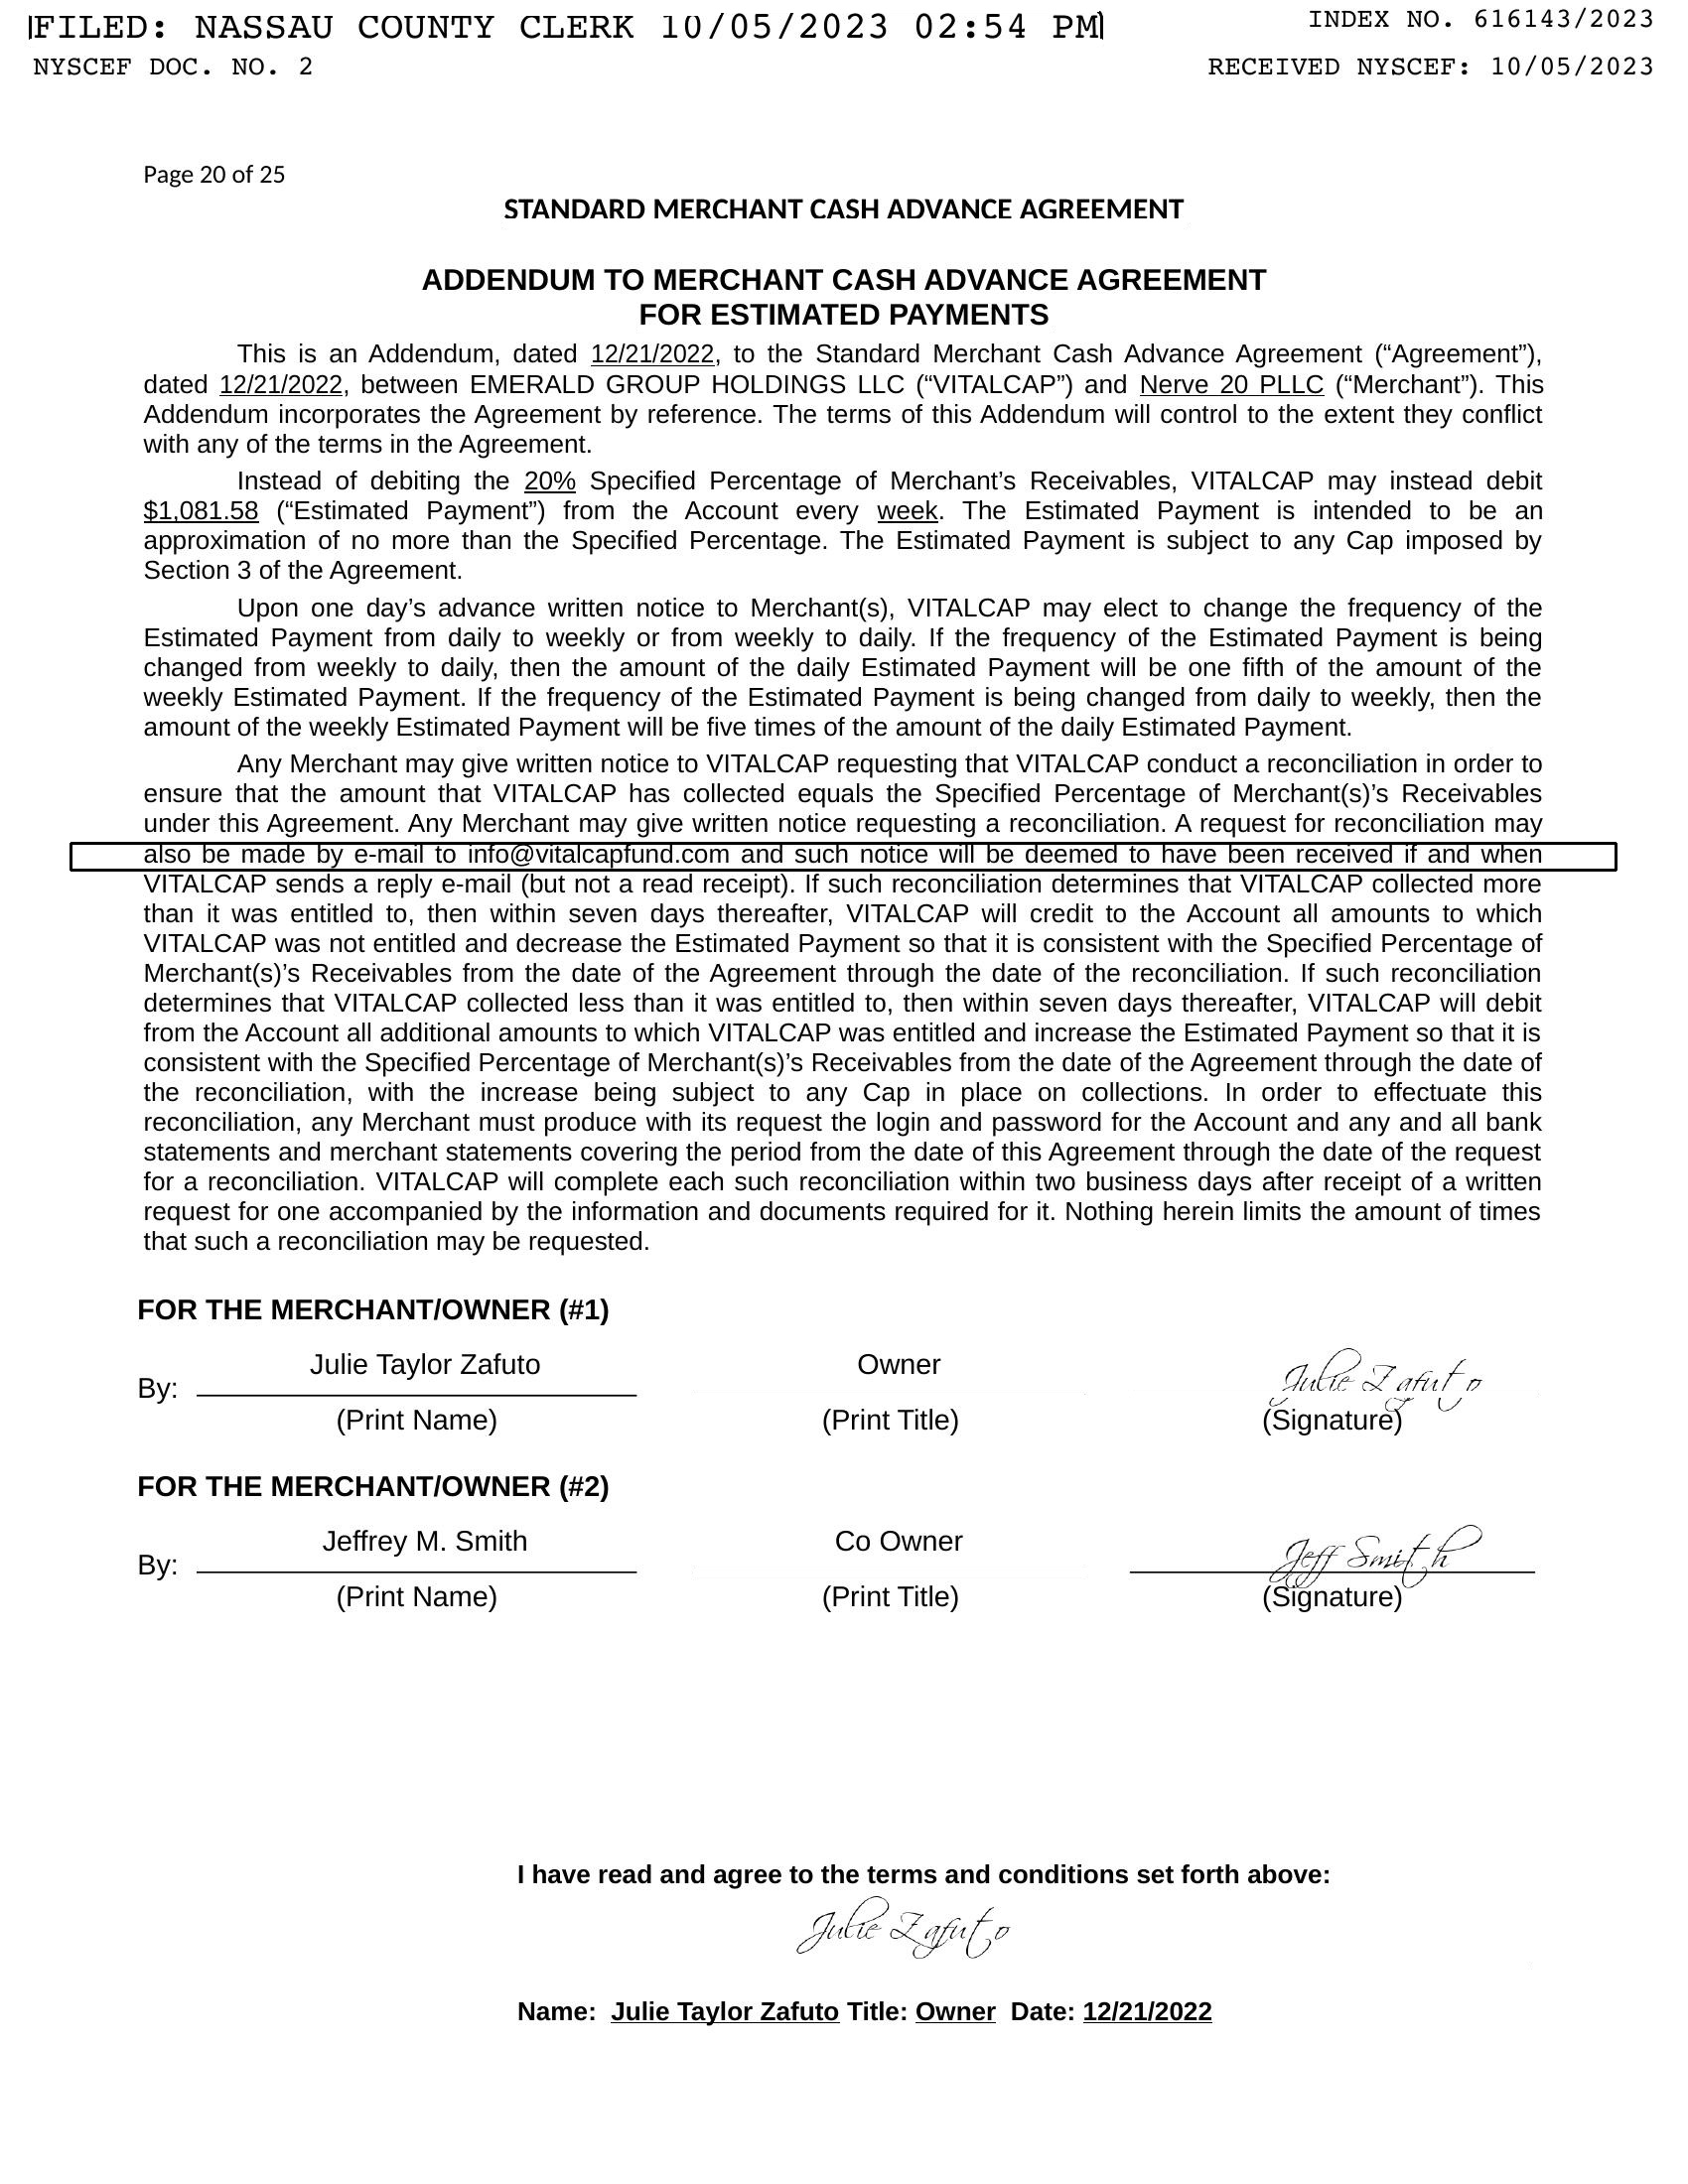 FILED: NASSAU COUNTY CLERK 10/05/2023 02:54 PM
INDEX NO. 616143/2023
NYSCEF DOC. NO. 2
RECEIVED NYSCEF: 10/05/2023
Page 20 of 25
STANDARD MERCHANT CASH ADVANCE AGREEMENT
ADDENDUM TO MERCHANT CASH ADVANCE AGREEMENT
FOR ESTIMATED PAYMENTS
This is an Addendum, dated 12/21/2022, to the Standard Merchant Cash Advance Agreement (“Agreement”),
dated 12/21/2022, between EMERALD GROUP HOLDINGS LLC (“VITALCAP”) and Nerve 20 PLLC (“Merchant”). This
Addendum incorporates the Agreement by reference. The terms of this Addendum will control to the extent they conflict
with any of the terms in the Agreement.
Instead of debiting the 20% Specified Percentage of Merchant’s Receivables, VITALCAP may instead debit
$1,081.58 (“Estimated Payment”) from the Account every week. The Estimated Payment is intended to be an
approximation of no more than the Specified Percentage. The Estimated Payment is subject to any Cap imposed by
Section 3 of the Agreement.
Upon one day’s advance written notice to Merchant(s), VITALCAP may elect to change the frequency of the
Estimated Payment from daily to weekly or from weekly to daily. If the frequency of the Estimated Payment is being
changed from weekly to daily, then the amount of the daily Estimated Payment will be one fifth of the amount of the
weekly Estimated Payment. If the frequency of the Estimated Payment is being changed from daily to weekly, then the
amount of the weekly Estimated Payment will be five times of the amount of the daily Estimated Payment.
Any Merchant may give written notice to VITALCAP requesting that VITALCAP conduct a reconciliation in order to
ensure that the amount that VITALCAP has collected equals the Specified Percentage of Merchant(s)’s Receivables
under this Agreement. Any Merchant may give written notice requesting a reconciliation. A request for reconciliation may
also be made by e-mail to info@vitalcapfund.com and such notice will be deemed to have been received if and when
VITALCAP sends a reply e-mail (but not a read receipt). If such reconciliation determines that VITALCAP collected more
than it was entitled to, then within seven days thereafter, VITALCAP will credit to the Account all amounts to which
VITALCAP was not entitled and decrease the Estimated Payment so that it is consistent with the Specified Percentage of
Merchant(s)’s Receivables from the date of the Agreement through the date of the reconciliation. If such reconciliation
determines that VITALCAP collected less than it was entitled to, then within seven days thereafter, VITALCAP will debit
from the Account all additional amounts to which VITALCAP was entitled and increase the Estimated Payment so that it is
consistent with the Specified Percentage of Merchant(s)’s Receivables from the date of the Agreement through the date of
the reconciliation, with the increase being subject to any Cap in place on collections. In order to effectuate this
reconciliation, any Merchant must produce with its request the login and password for the Account and any and all bank
statements and merchant statements covering the period from the date of this Agreement through the date of the request
for a reconciliation. VITALCAP will complete each such reconciliation within two business days after receipt of a written
request for one accompanied by the information and documents required for it. Nothing herein limits the amount of times
that such a reconciliation may be requested.
FOR THE MERCHANT/OWNER (#1)
By: Julie Taylor Zafuto Owner Julie Zafuto
(Print Name) (Print Title) (Signature)
FOR THE MERCHANT/OWNER (#2)
By: Jeffrey M. Smith Co Owner Jeff Smith
(Print Name) (Print Title) (Signature)
I have read and agree to the terms and conditions set forth above:
Julie Zafuto
Name: Julie Taylor Zafuto Title: Owner Date: 12/21/2022